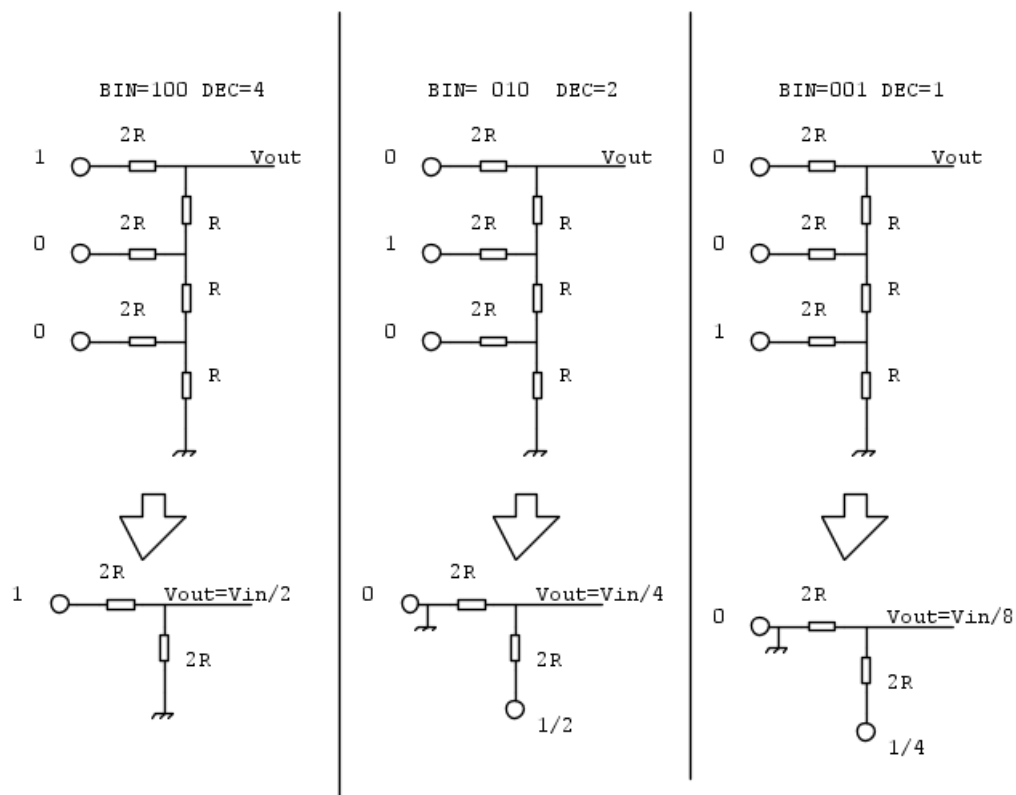 BIN=100 DEC=4
2R
1
Vout
R
2R
0
R
2R
0
R
2R
1
Vout=Vin/2
2R
BIN= 010 DEC=2
2R
0
Vout
R
2R
1
R
2R
0
R
2R
0
Vout=Vin/4
2R
1/2
BIN=001 DEC=1
2R
0
Vout
R
2R
0
R
2R
1
R
2R
0
Vout=Vin/8
2R
1/4